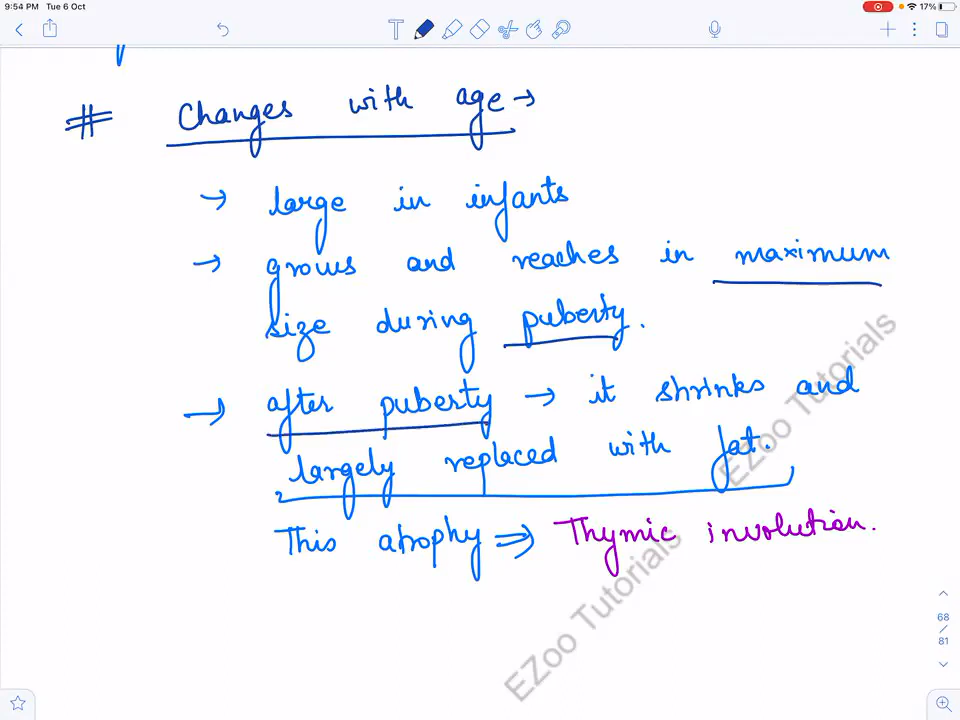 9:54 PM Tue 6 Oct
17%
# Changes with age →
→ large in infants
→ grows and reaches in maximum
size during puberty.
→ after puberty → it shrinks and
largely replaced with fat.
This atrophy ⇒ Thymic involution.
EZoo Tutorials
EZoo Tutorials
68
/
81